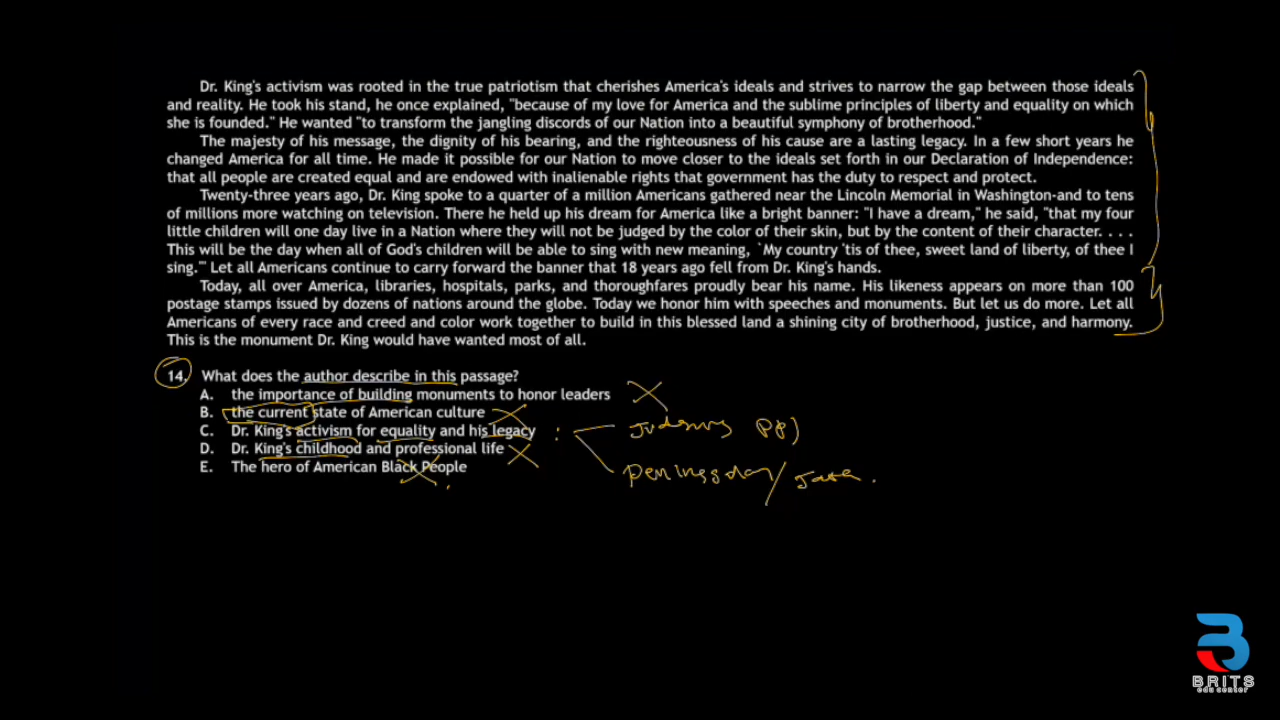 Dr. King's activism was rooted in the true patriotism that cherishes America's ideals and strives to narrow the gap between those ideals
and reality. He took his stand, he once explained, "because of my love for America and the sublime principles of liberty and equality on which
she is founded." He wanted "to transform the jangling discords of our Nation into a beautiful symphony of brotherhood."
The majesty of his message, the dignity of his bearing, and the righteousness of his cause are a lasting legacy. In a few short years he
changed America for all time. He made it possible for our Nation to move closer to the ideals set forth in our Declaration of Independence:
that all people are created equal and are endowed with inalienable rights that government has the duty to respect and protect.
Twenty-three years ago, Dr. King spoke to a quarter of a million Americans gathered near the Lincoln Memorial in Washington-and to tens
of millions more watching on television. There he held up his dream for America like a bright banner: "I have a dream," he said, "that my four
little children will one day live in a Nation where they will not be judged by the color of their skin, but by the content of their character. . . .
This will be the day when all of God's children will be able to sing with new meaning, `My country 'tis of thee, sweet land of liberty, of thee I
sing.'" Let all Americans continue to carry forward the banner that 18 years ago fell from Dr. King's hands.
Today, all over America, libraries, hospitals, parks, and thoroughfares proudly bear his name. His likeness appears on more than 100
postage stamps issued by dozens of nations around the globe. Today we honor him with speeches and monuments. But let us do more. Let all
Americans of every race and creed and color work together to build in this blessed land a shining city of brotherhood, justice, and harmony.
This is the monument Dr. King would have wanted most of all.
14. What does the author describe in this passage?
A. the importance of building monuments to honor leaders
B. the current state of American culture
C. Dr. King's activism for equality and his legacy :
D. Dr. King's childhood and professional life
E. The hero of American Black People
BRITS
edu center